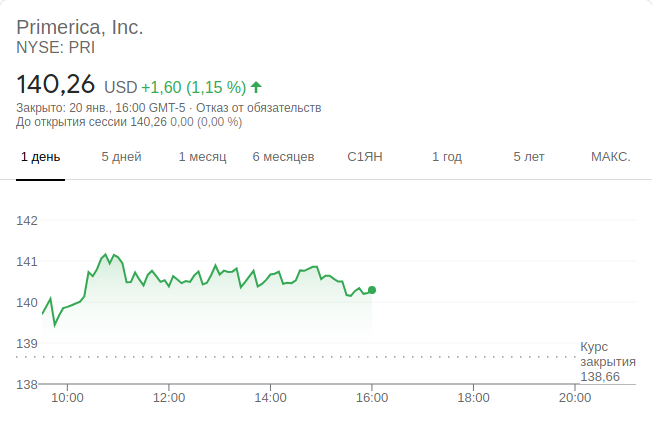 Primerica, Inc.
NYSE: PRI
140,26 USD +1,60 (1,15 %)
Закрыто: 20 янв., 16:00 GMT-5 · Отказ от обязательств
До открытия сессии 140,26 0,00 (0,00 %)
1 день 5 дней 1 месяц 6 месяцев С1ЯН 1 год 5 лет МАКС.
142
141
140
139
Курс
закрытия
138,66
138
10:00 12:00 14:00 16:00 18:00 20:00